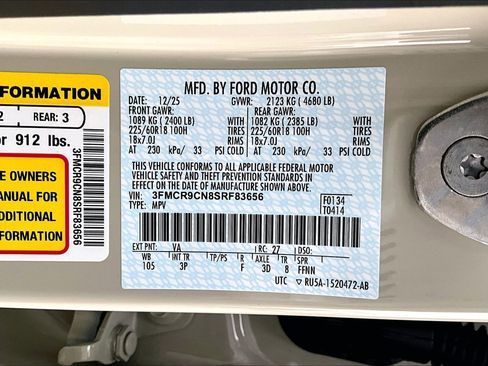 FORMATION
2 REAR: 3
or 912 lbs.
E OWNERS
ANUAL FOR
DDITIONAL
FORMATION
3FMCR9CN8SRF83656
MFD. BY FORD MOTOR CO.
DATE: 12/25 GVWR: 2123 KG ( 4680 LB)
FRONT GAWR: REAR GAWR:
1089 KG ( 2400 LB) WITH 1082 KG ( 2385 LB) WITH
225/60R18 100H TIRES 225/60R18 100H TIRES
18x7.0J RIMS 18x7.0J RIMS
AT 230 kPa/ 33 PSI COLD AT 230 kPa/ 33 PSI COLD
THIS VEHICLE CONFORMS TO ALL APPLICABLE FEDERAL MOTOR
VEHICLE SAFETY AND THEFT PREVENTION STANDARDS IN
EFFECT ON THE DATE OF MANUFACTURE SHOWN ABOVE.
VIN: 3FMCR9CN8SRF83656 F0134
TYPE: MPV T0414
EXT PNT: VA RC: 27 DSO:
WB INT TR TP/PS R AXLE TR SPR
105 3P F 3D 8 FFNN
UTC RU5A-1520472-AB